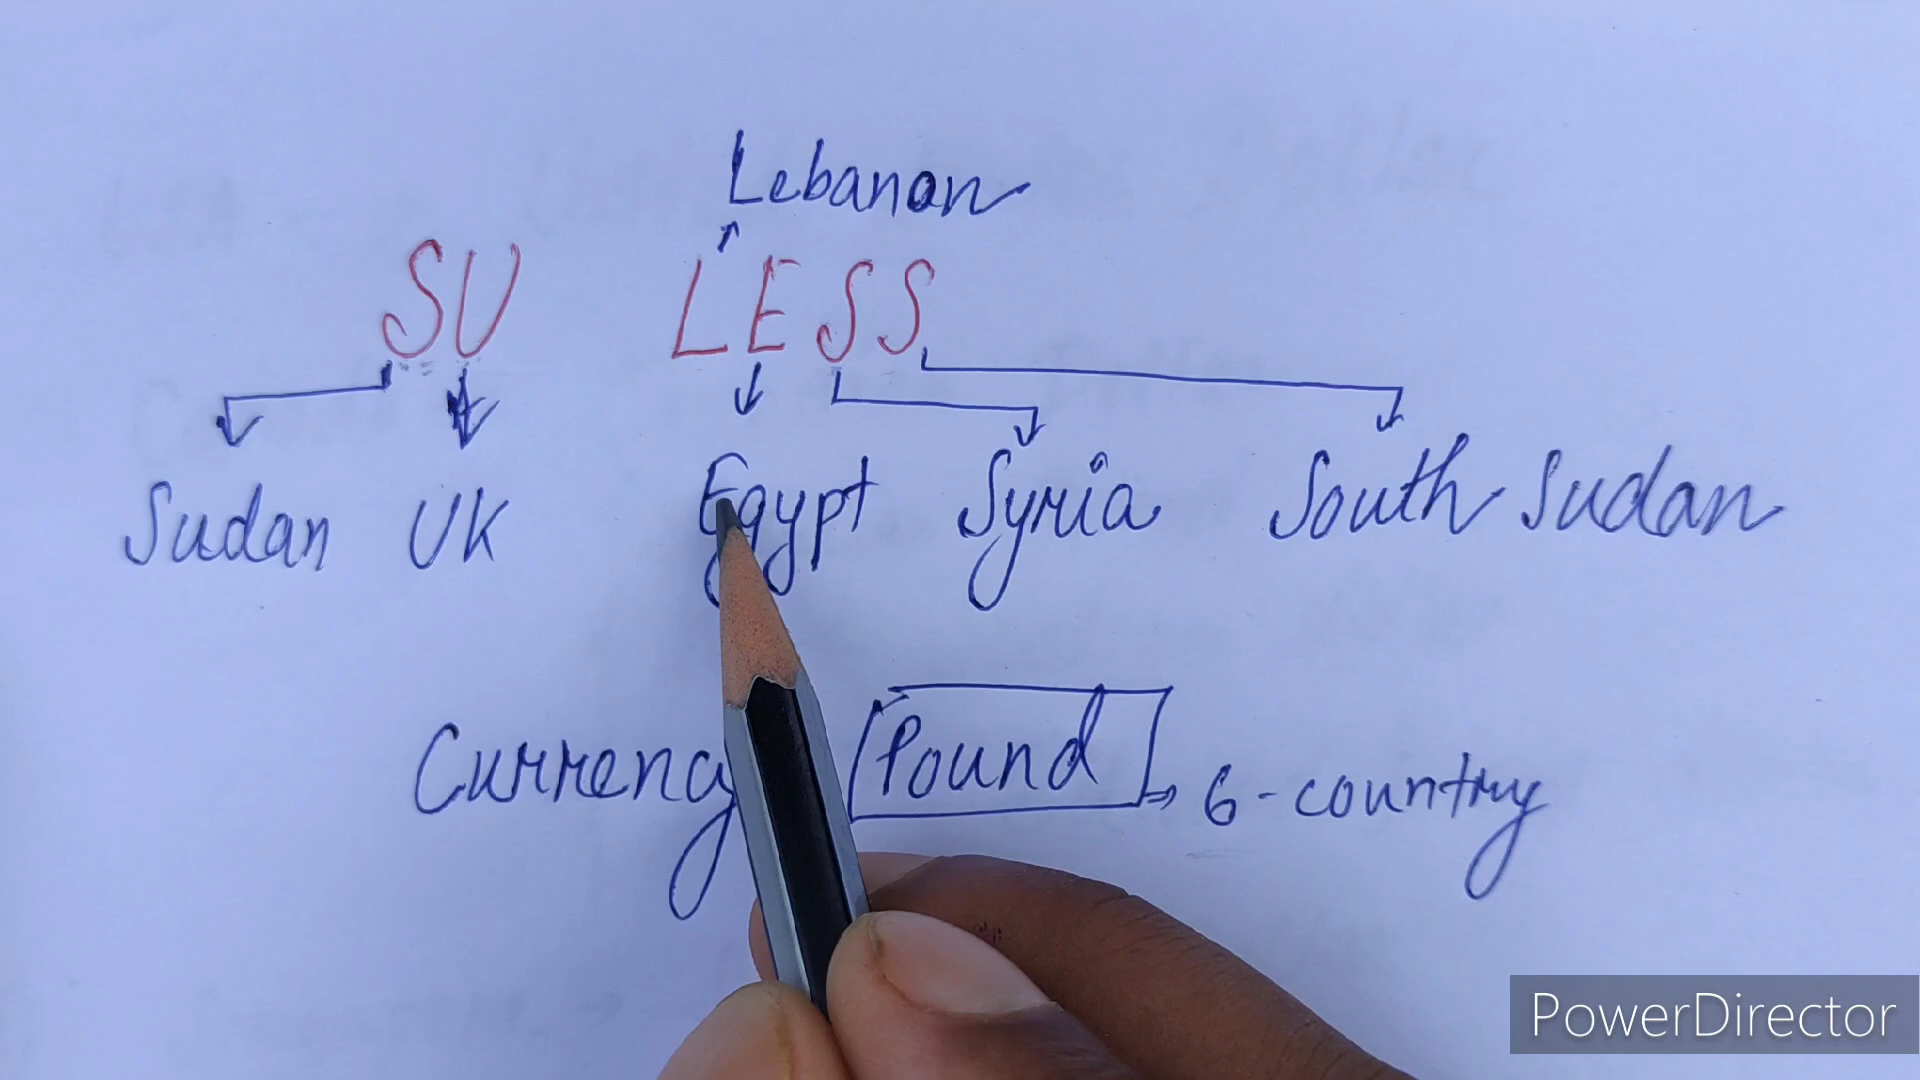 Lebanon
SU LESS
Sudan UK Egypt Syria South Sudan
Currency Pound ⇒ 6-country
PowerDirector